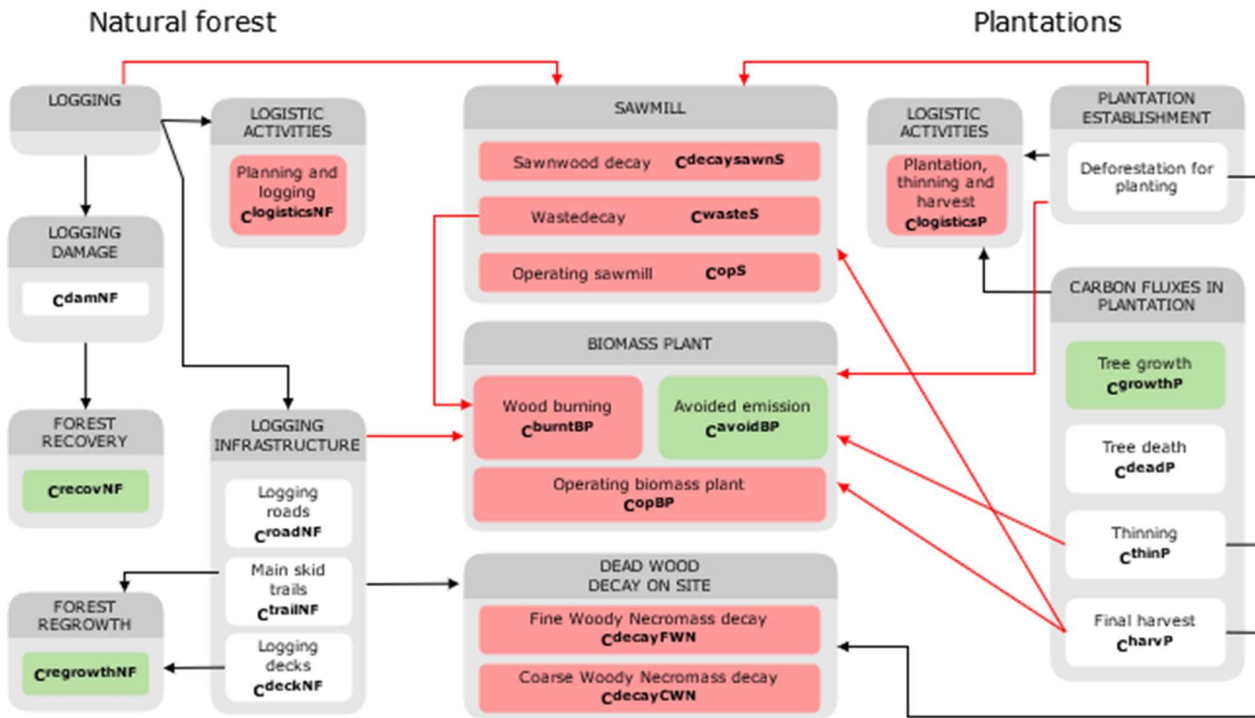 Natural forest
Plantations
LOGGING
LOGISTIC
ACTIVITIES
Planning and
logging
ClogisticsNF
LOGGING
DAMAGE
CdamNF
FOREST
RECOVERY
CrecovNF
FOREST
REGROWTH
CregrowthNF
LOGGING
INFRASTRUCTURE
Logging
roads
CroadNF
Main skid
trails
CtrailNF
Logging
decks
CdeckNF
SAWMILL
Sawnwood decay CdecaysawnS
Wastedecay CwasteS
Operating sawmill CopS
BIOMASS PLANT
Wood burning
CburntBP
Avoided emission
CavoidBP
Operating biomass plant
CopBP
DEAD WOOD
DECAY ON SITE
Fine Woody Necromass decay
CdecayFWN
Coarse Woody Necromass decay
CdecayCWN
LOGISTIC
ACTIVITIES
Plantation,
thinning and
harvest
ClogisticsP
PLANTATION
ESTABLISHMENT
Deforestation for
planting
CARBON FLUXES IN
PLANTATION
Tree growth
CgrowthP
Tree death
CdeadP
Thinning
CthinP
Final harvest
CharvP